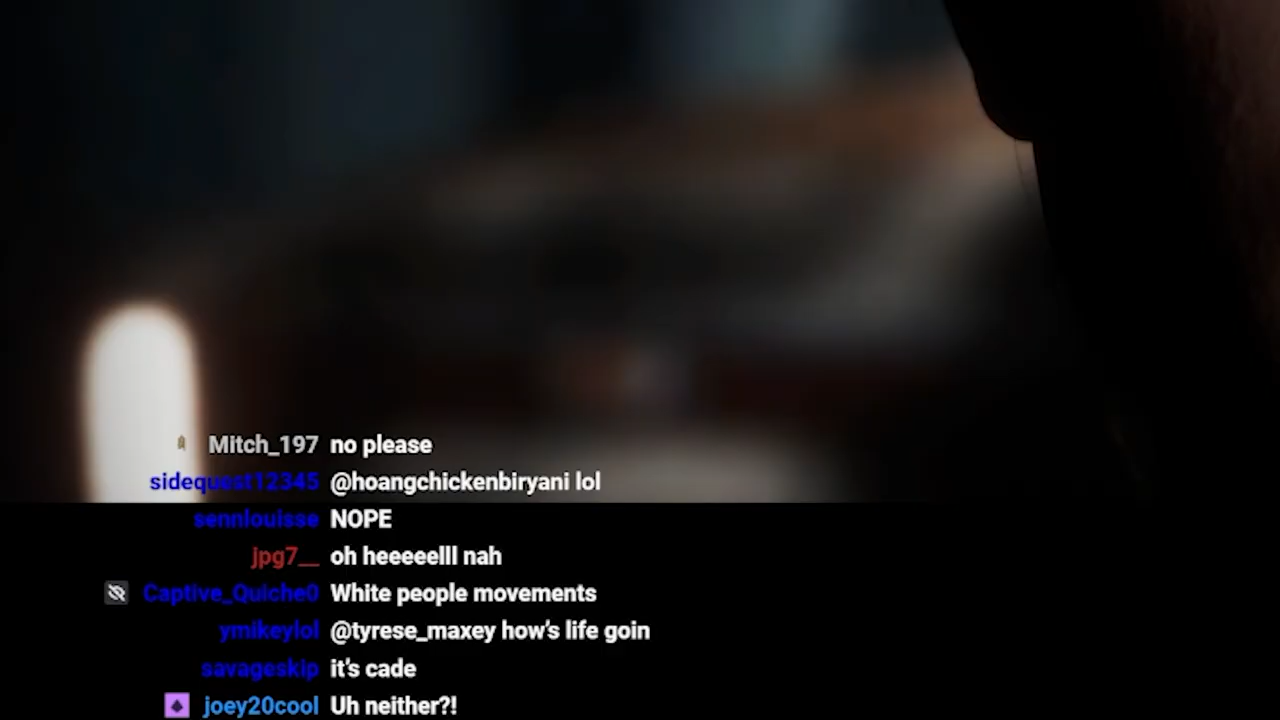 Mitch_197 no please
sidequest12345 @hoangchickenbiryani lol
sennlouisse NOPE
jpg7__ oh heeeeelll nah
Captive_Quiche0 White people movements
ymikeylol @tyrese_maxey how's life goin
savageskip it's cade
joey20cool Uh neither?!